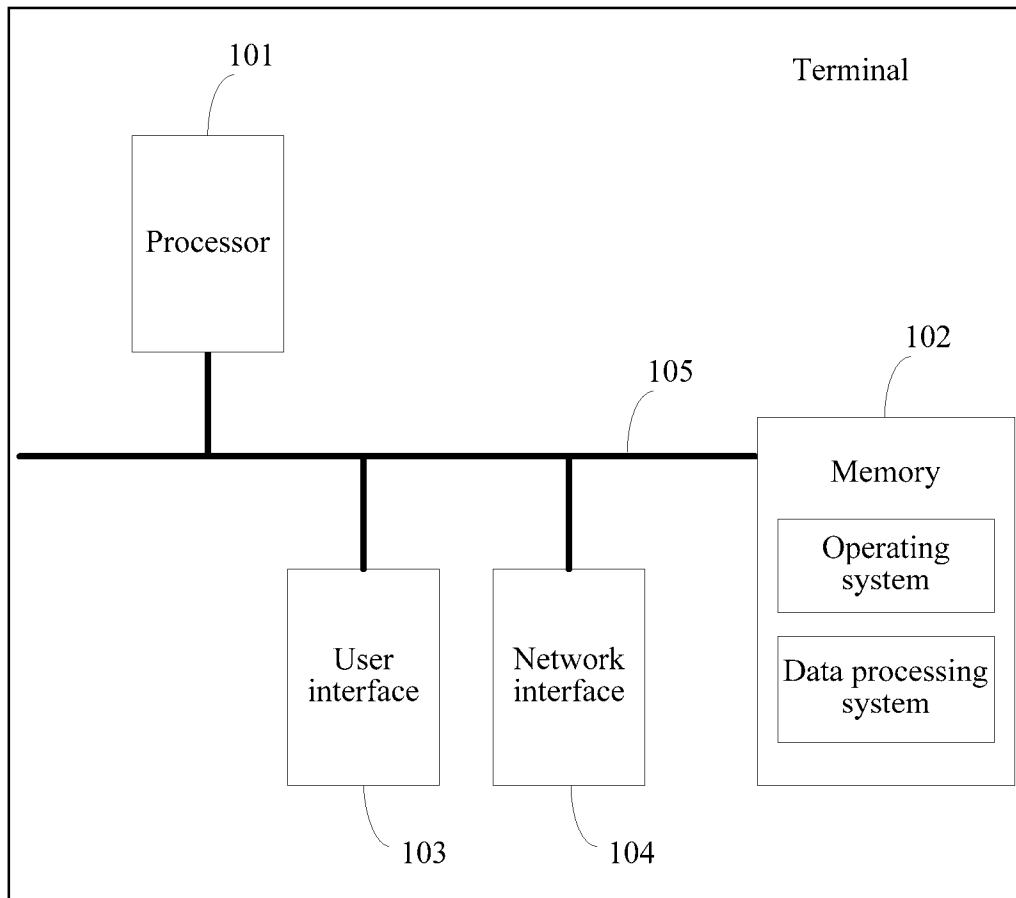 101
Terminal
Processor
102
105
Memory
Operating
system
User
interface
Network
interface
Data processing
system
103
104